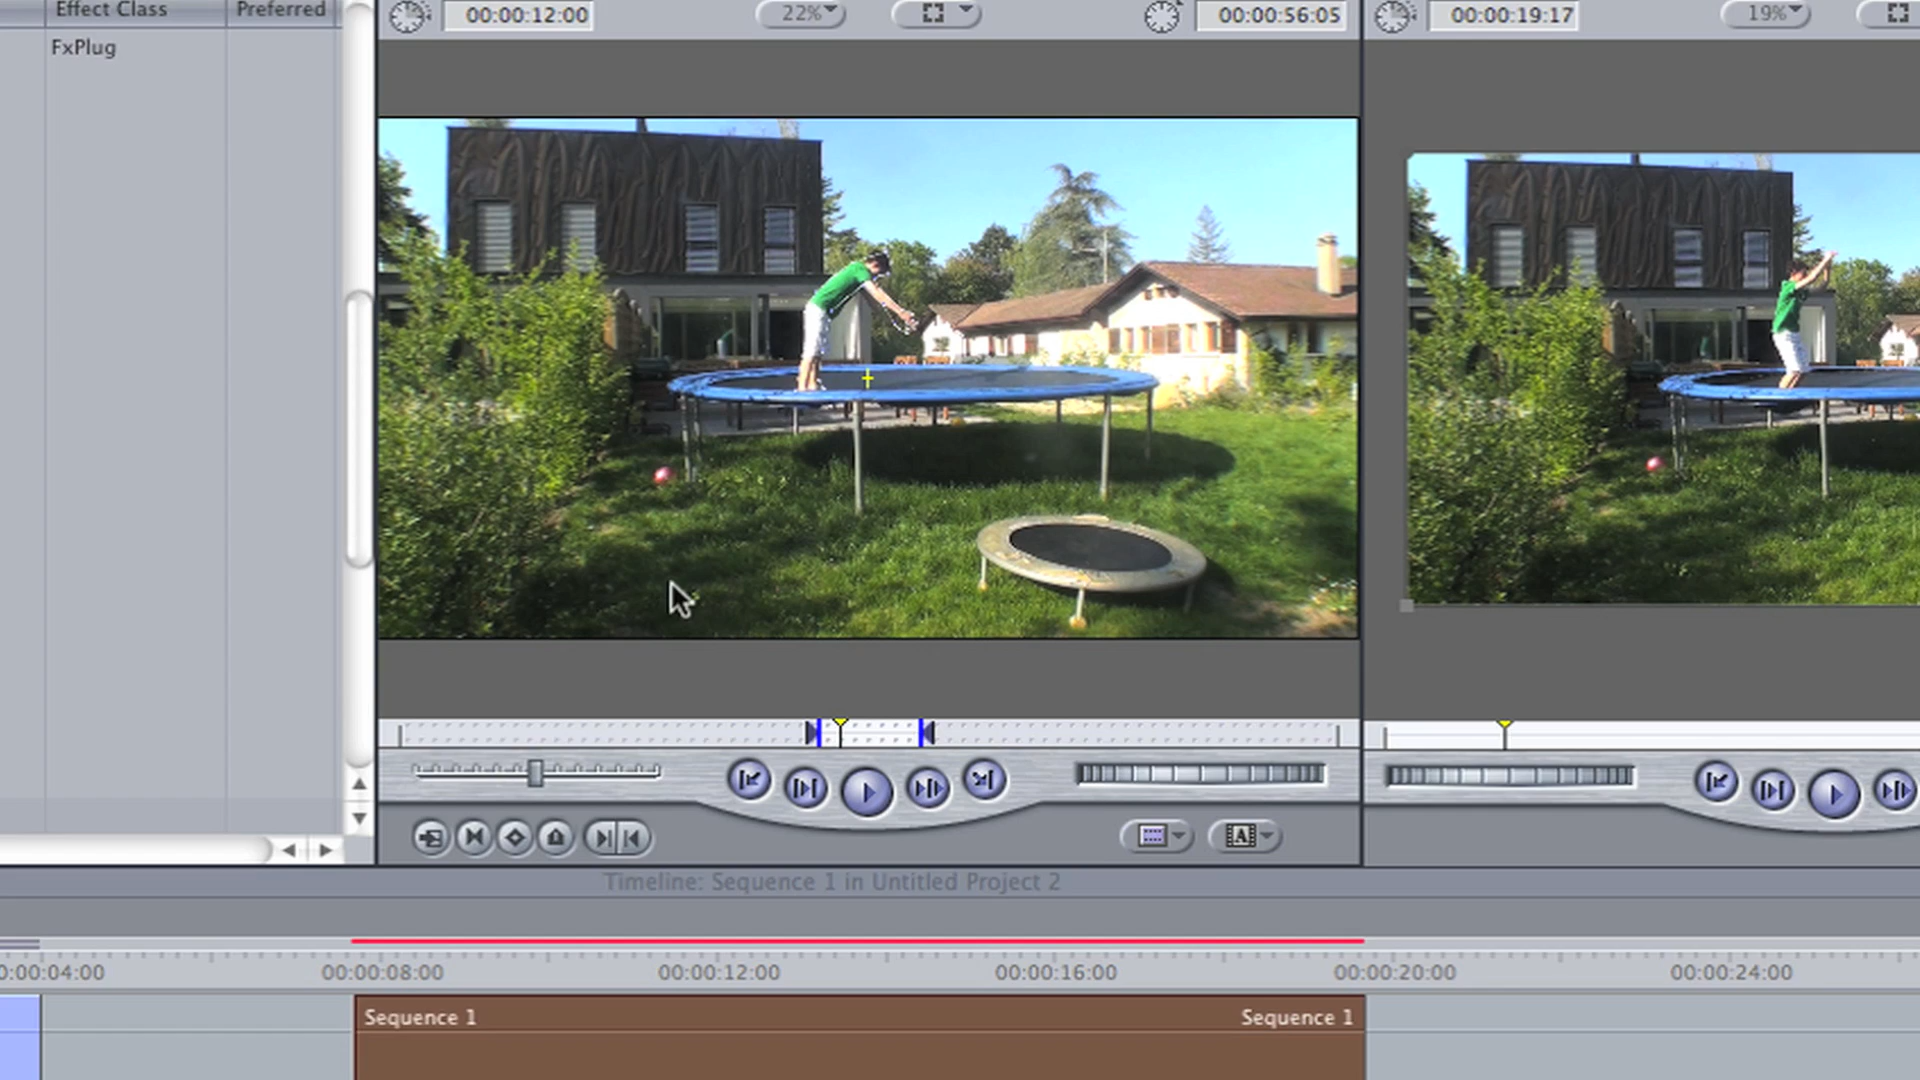 Effect Class Preferred
FxPlug
00:00:12:00 22% 00:00:56:05
00:00:19:17 19%
Timeline: Sequence 1 in Untitled Project 2
0:00:04:00 00:00:08:00 00:00:12:00 00:00:16:00 00:00:20:00 00:00:24:00
Sequence 1 Sequence 1
A